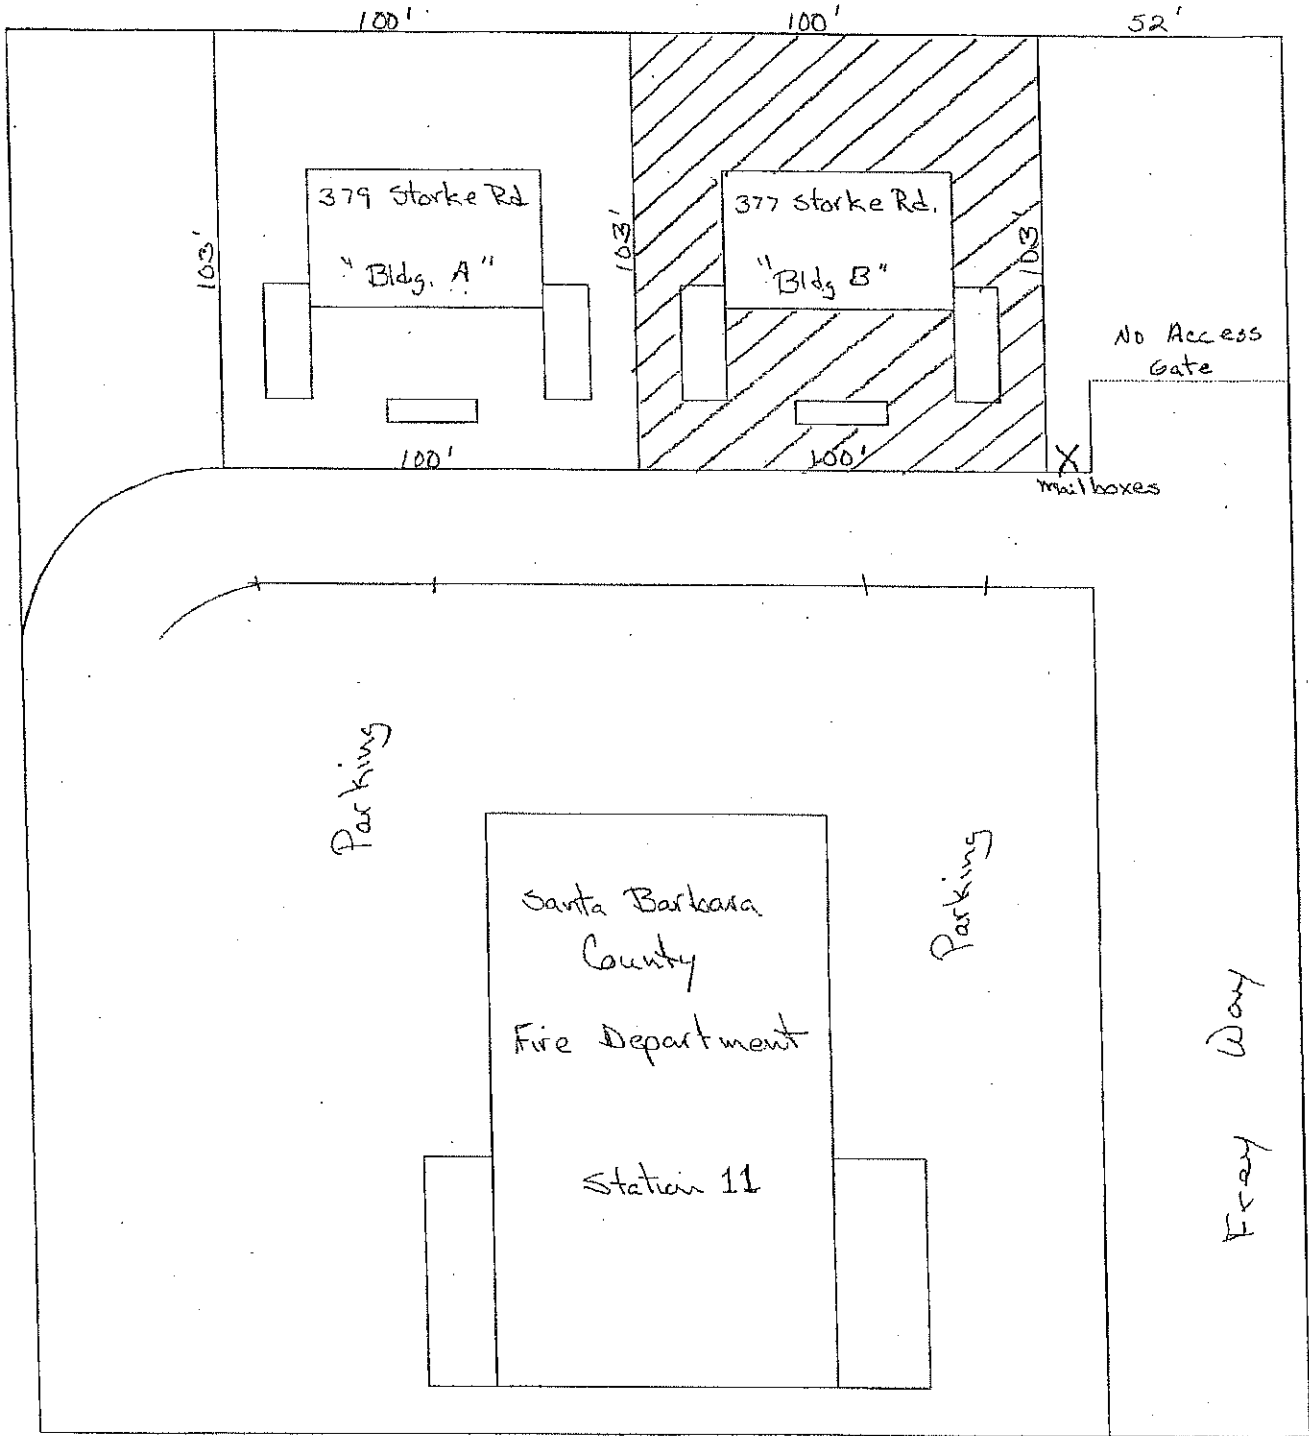 100'
100'
52'
379 Storke Rd
"Bldg. A"
377 Storke Rd.
"Bldg B"
103'
103'
103'
No Access
Gate
100'
100'
X
mailboxes
Parking
Parking
Santa Barbara
County
Fire Department
Station 11
Frey Way